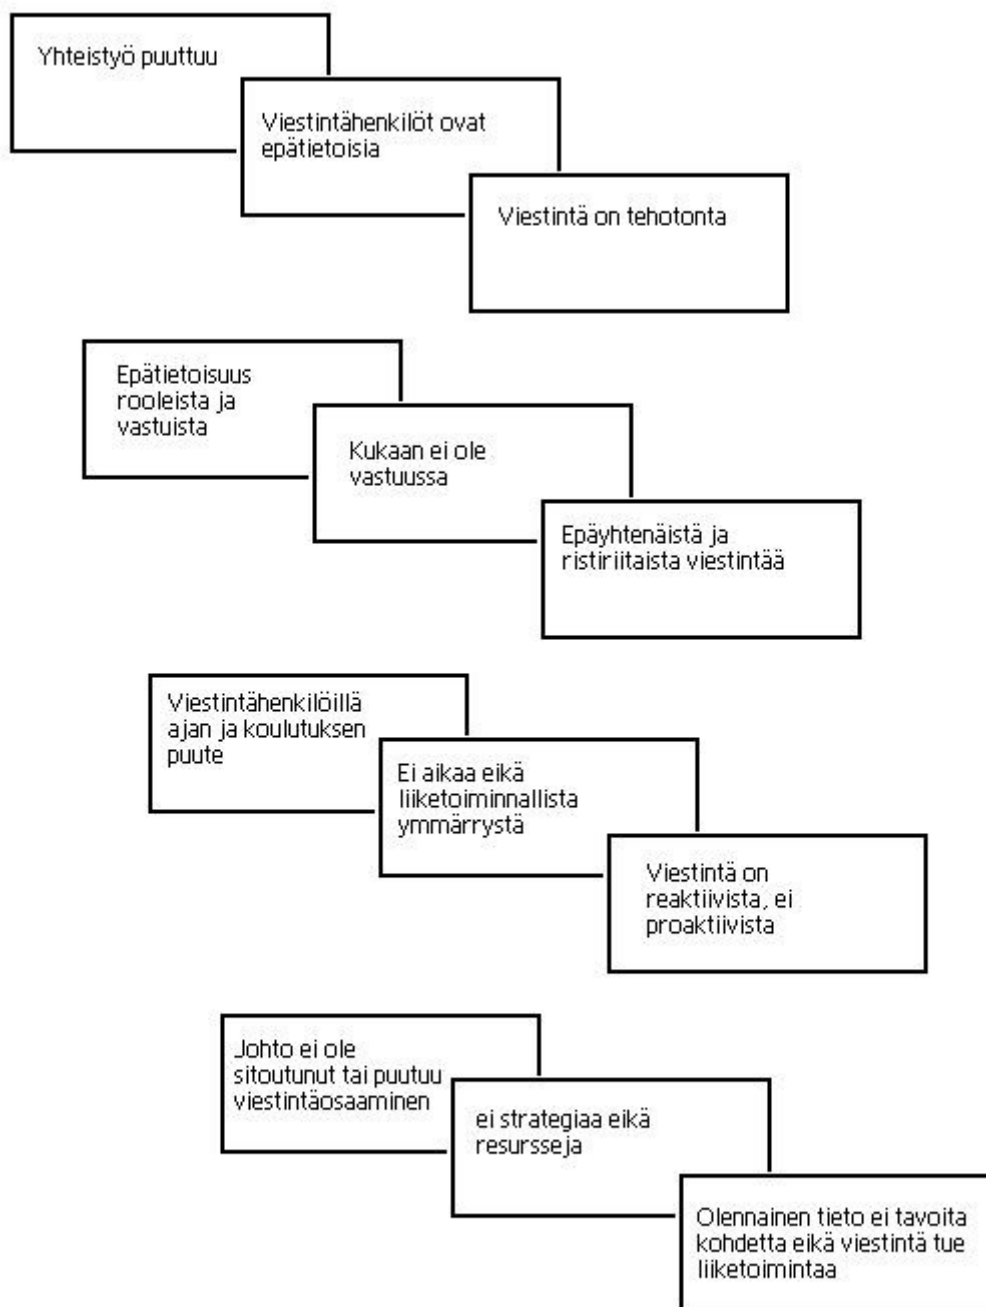 Yhteistyö puuttuu
Viestintähenkilöt ovat
epätietoisia
Viestintä on tehotonta
Epätietoisuus
rooleista ja
vastuista
Kukaan ei ole
vastuussa
Epäyhtenäistä ja
ristiriitaista viestintää
Viestintähenkilöillä
ajan ja koulutuksen
puute
Ei aikaa eikä
liiketoiminnallista
ymmärrystä
Viestintä on
reaktiivista, ei
proaktiivista
Johto ei ole
sitoutunut tai puutuu
viestintäosaaminen
ei strategiaa eikä
resursseja
Olennainen tieto ei tavoita
kohdetta eikä viestintä tue
liiketoimintaa